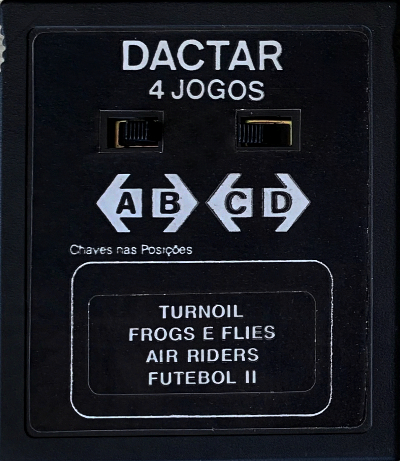 DACTAR
4 JOGOS
A B C D
Chaves nas Posições
TURNOIL
FROGS E FLIES
AIR RIDERS
FUTEBOL II